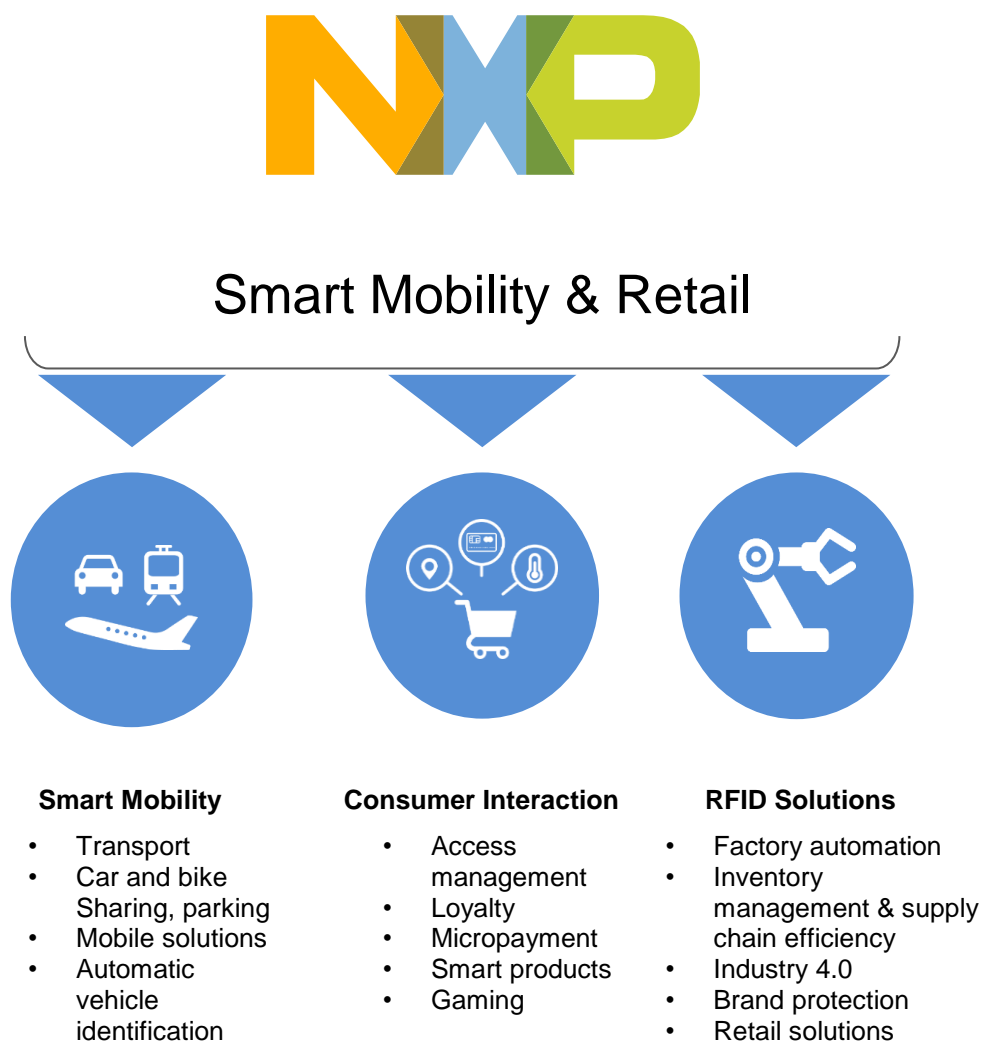 NXP
Smart Mobility & Retail
Smart Mobility
• Transport
• Car and bike
Sharing, parking
• Mobile solutions
• Automatic
vehicle
identification
Consumer Interaction
• Access
management
• Loyalty
• Micropayment
• Smart products
• Gaming
RFID Solutions
• Factory automation
• Inventory
management & supply
chain efficiency
• Industry 4.0
• Brand protection
• Retail solutions